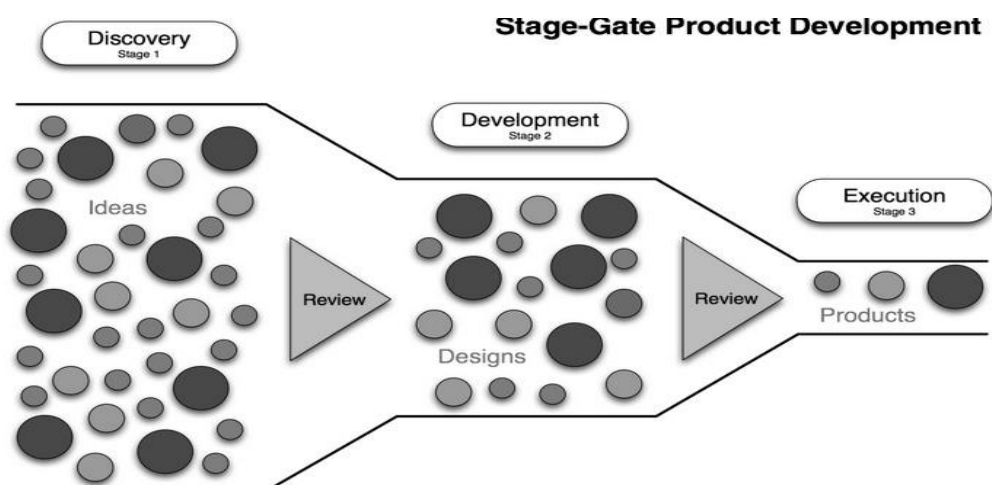 Stage-Gate Product Development
Discovery
Stage 1
Development
Stage 2
Execution
Stage 3
Ideas
Review
Designs
Review
Products